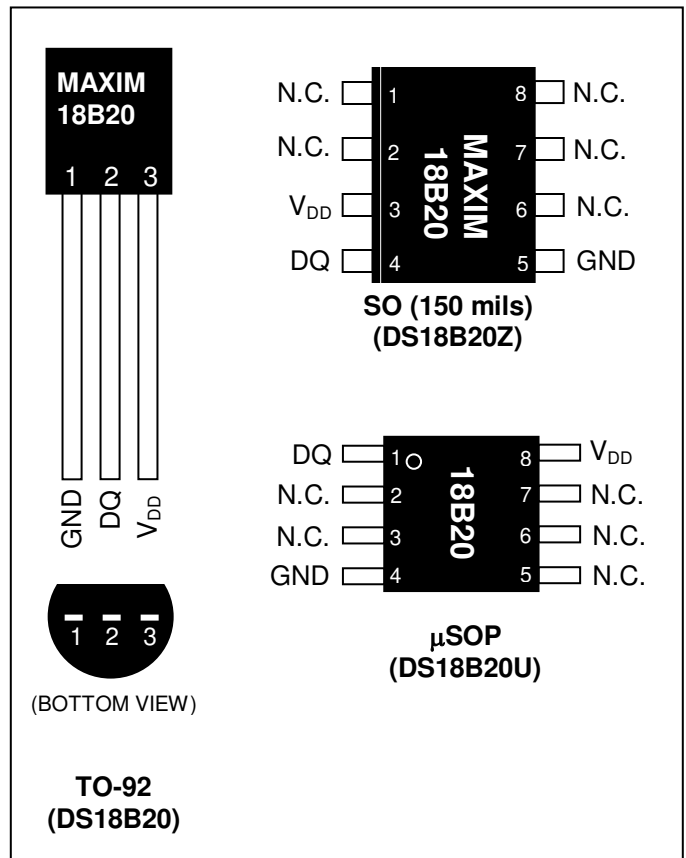 MAXIM
18B20
1 2 3
GND
DQ
VDD
1 2 3
(BOTTOM VIEW)
TO-92
(DS18B20)
N.C. 1 8 N.C.
N.C. 2 7 N.C.
VDD 3 6 N.C.
DQ 4 5 GND
MAXIM
18B20
SO (150 mils)
(DS18B20Z)
DQ 1 8 VDD
N.C. 2 7 N.C.
N.C. 3 6 N.C.
GND 4 5 N.C.
18B20
µSOP
(DS18B20U)